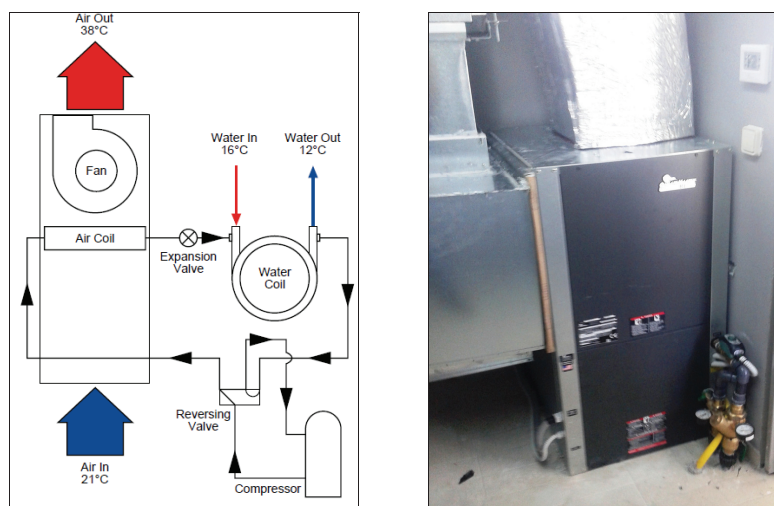 Air Out
38°C
Fan
Water In
16°C
Water Out
12°C
Air Coil
Expansion
Valve
Water
Coil
Reversing
Valve
Compressor
Air In
21°C